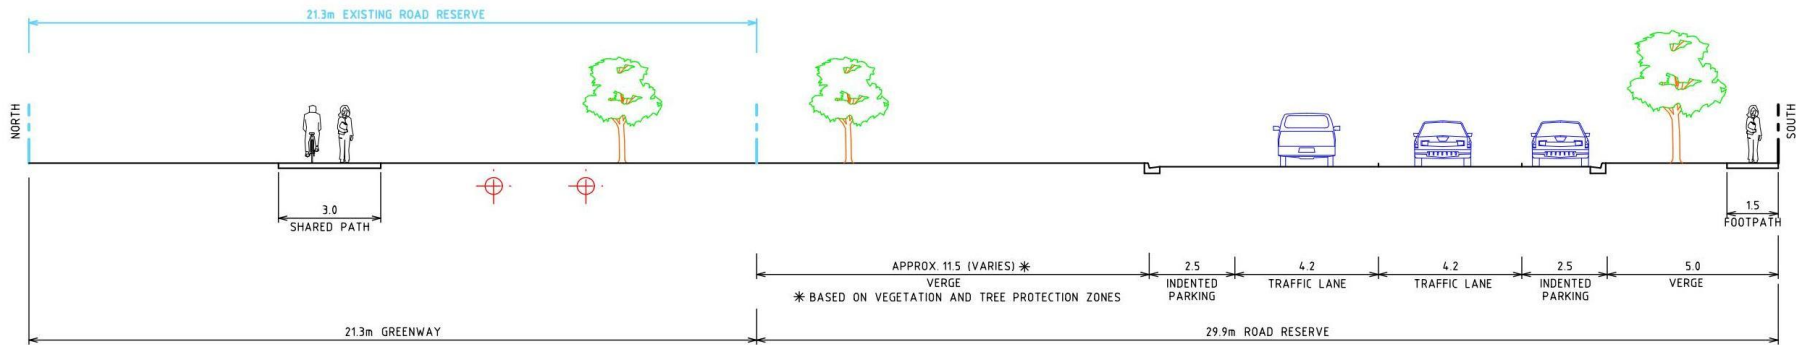 21.3m EXISTING ROAD RESERVE
NORTH
SOUTH
3.0
SHARED PATH
1.5
FOOTPATH
APPROX. 11.5 (VARIES) *
VERGE
* BASED ON VEGETATION AND TREE PROTECTION ZONES
2.5
INDENTED
PARKING
4.2
TRAFFIC LANE
4.2
TRAFFIC LANE
2.5
INDENTED
PARKING
5.0
VERGE
21.3m GREENWAY
29.9m ROAD RESERVE